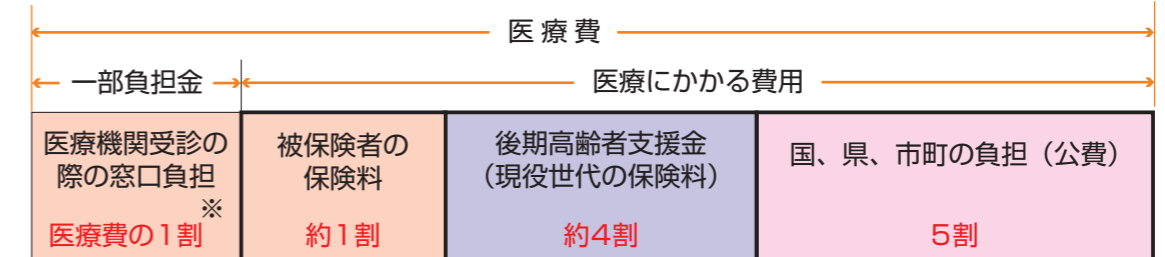 医療費
一部負担金
医療にかかる費用
医療機関受診の
際の窓口負担
※
医療費の1割
被保険者の
保険料
約1割
後期高齢者支援金
(現役世代の保険料)
約4割
国、県、市町の負担(公費)
5割